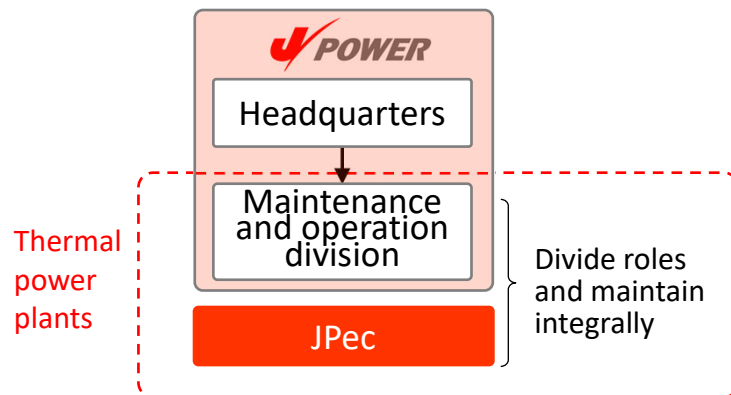 J POWER
Headquarters
Maintenance
and operation
division
Thermal
power
plants
Divide roles
and maintain
integrally
JPec